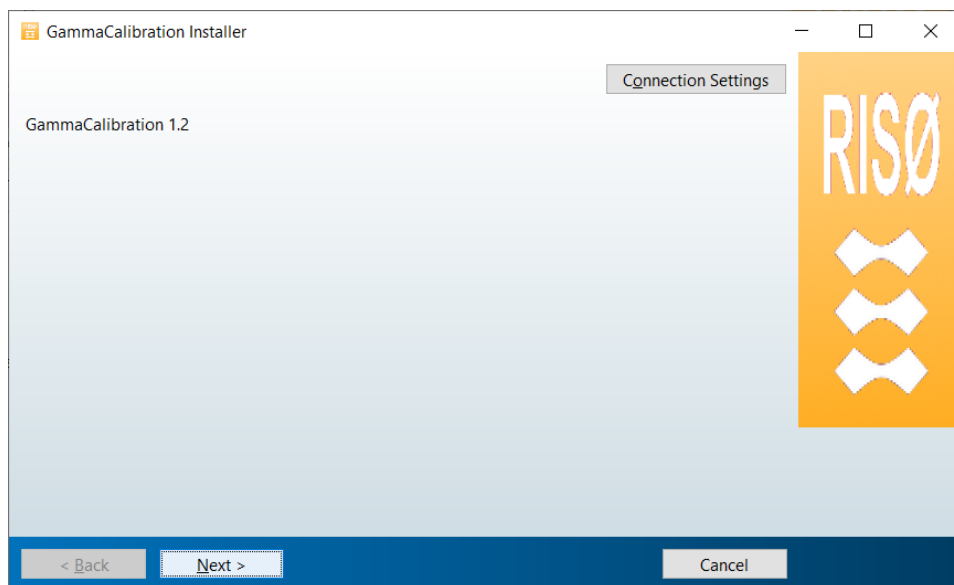 GammaCalibration Installer
Connection Settings
GammaCalibration 1.2
RISØ
< Back
Next >
Cancel